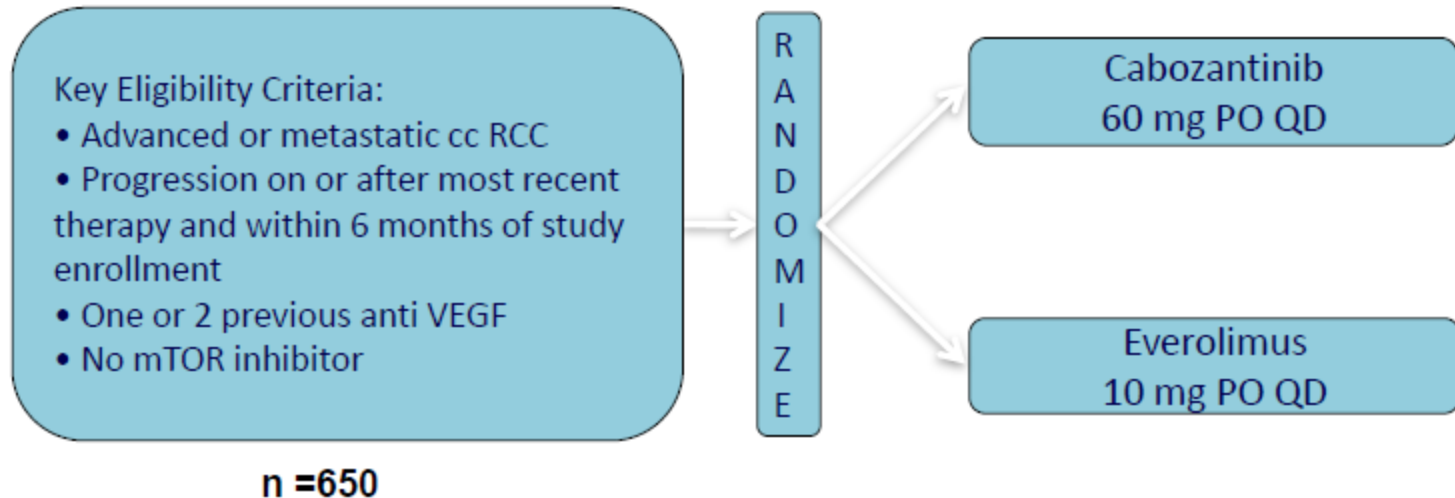 Key Eligibility Criteria:
• Advanced or metastatic cc RCC
• Progression on or after most recent
therapy and within 6 months of study
enrollment
• One or 2 previous anti VEGF
• No mTOR inhibitor
n =650
R
A
N
D
O
M
I
Z
E
Cabozantinib
60 mg PO QD
Everolimus
10 mg PO QD